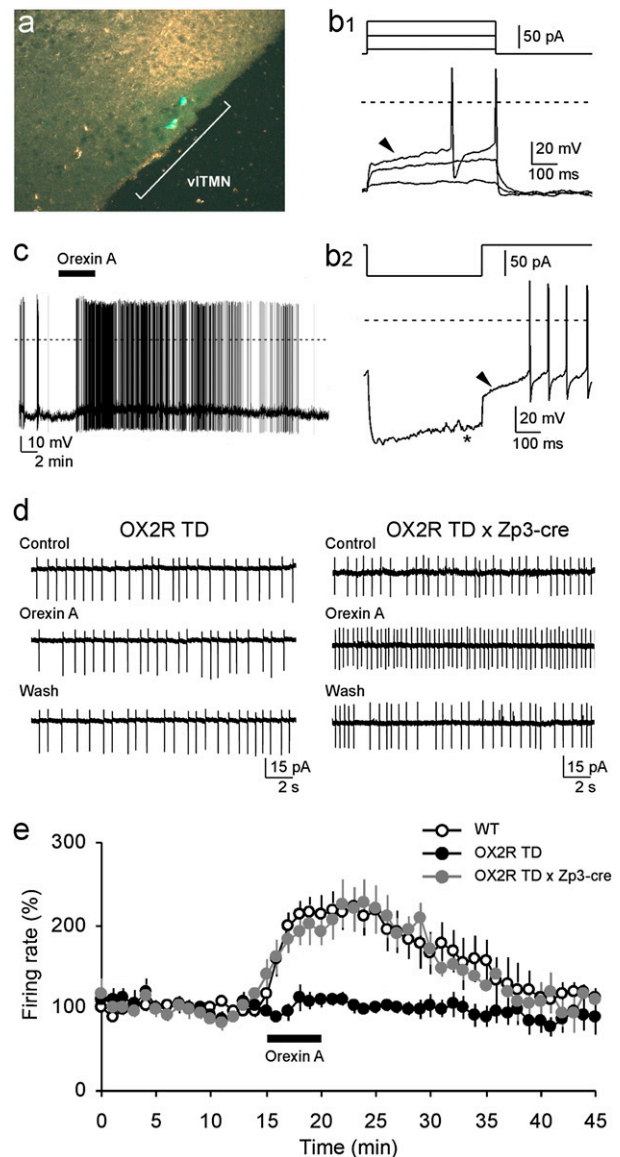 a
vlTMN
b1
50 pA
20 mV
100 ms
c
Orexin A
10 mV
2 min
b2
50 pA
20 mV
100 ms
*
d
OX2R TD
Control
Orexin A
Wash
15 pA
2 s
OX2R TD x Zp3-cre
Control
Orexin A
Wash
15 pA
2 s
e
300
200
100
0
Firing rate (%)
WT
OX2R TD
OX2R TD x Zp3-cre
Orexin A
0 5 10 15 20 25 30 35 40 45
Time (min)